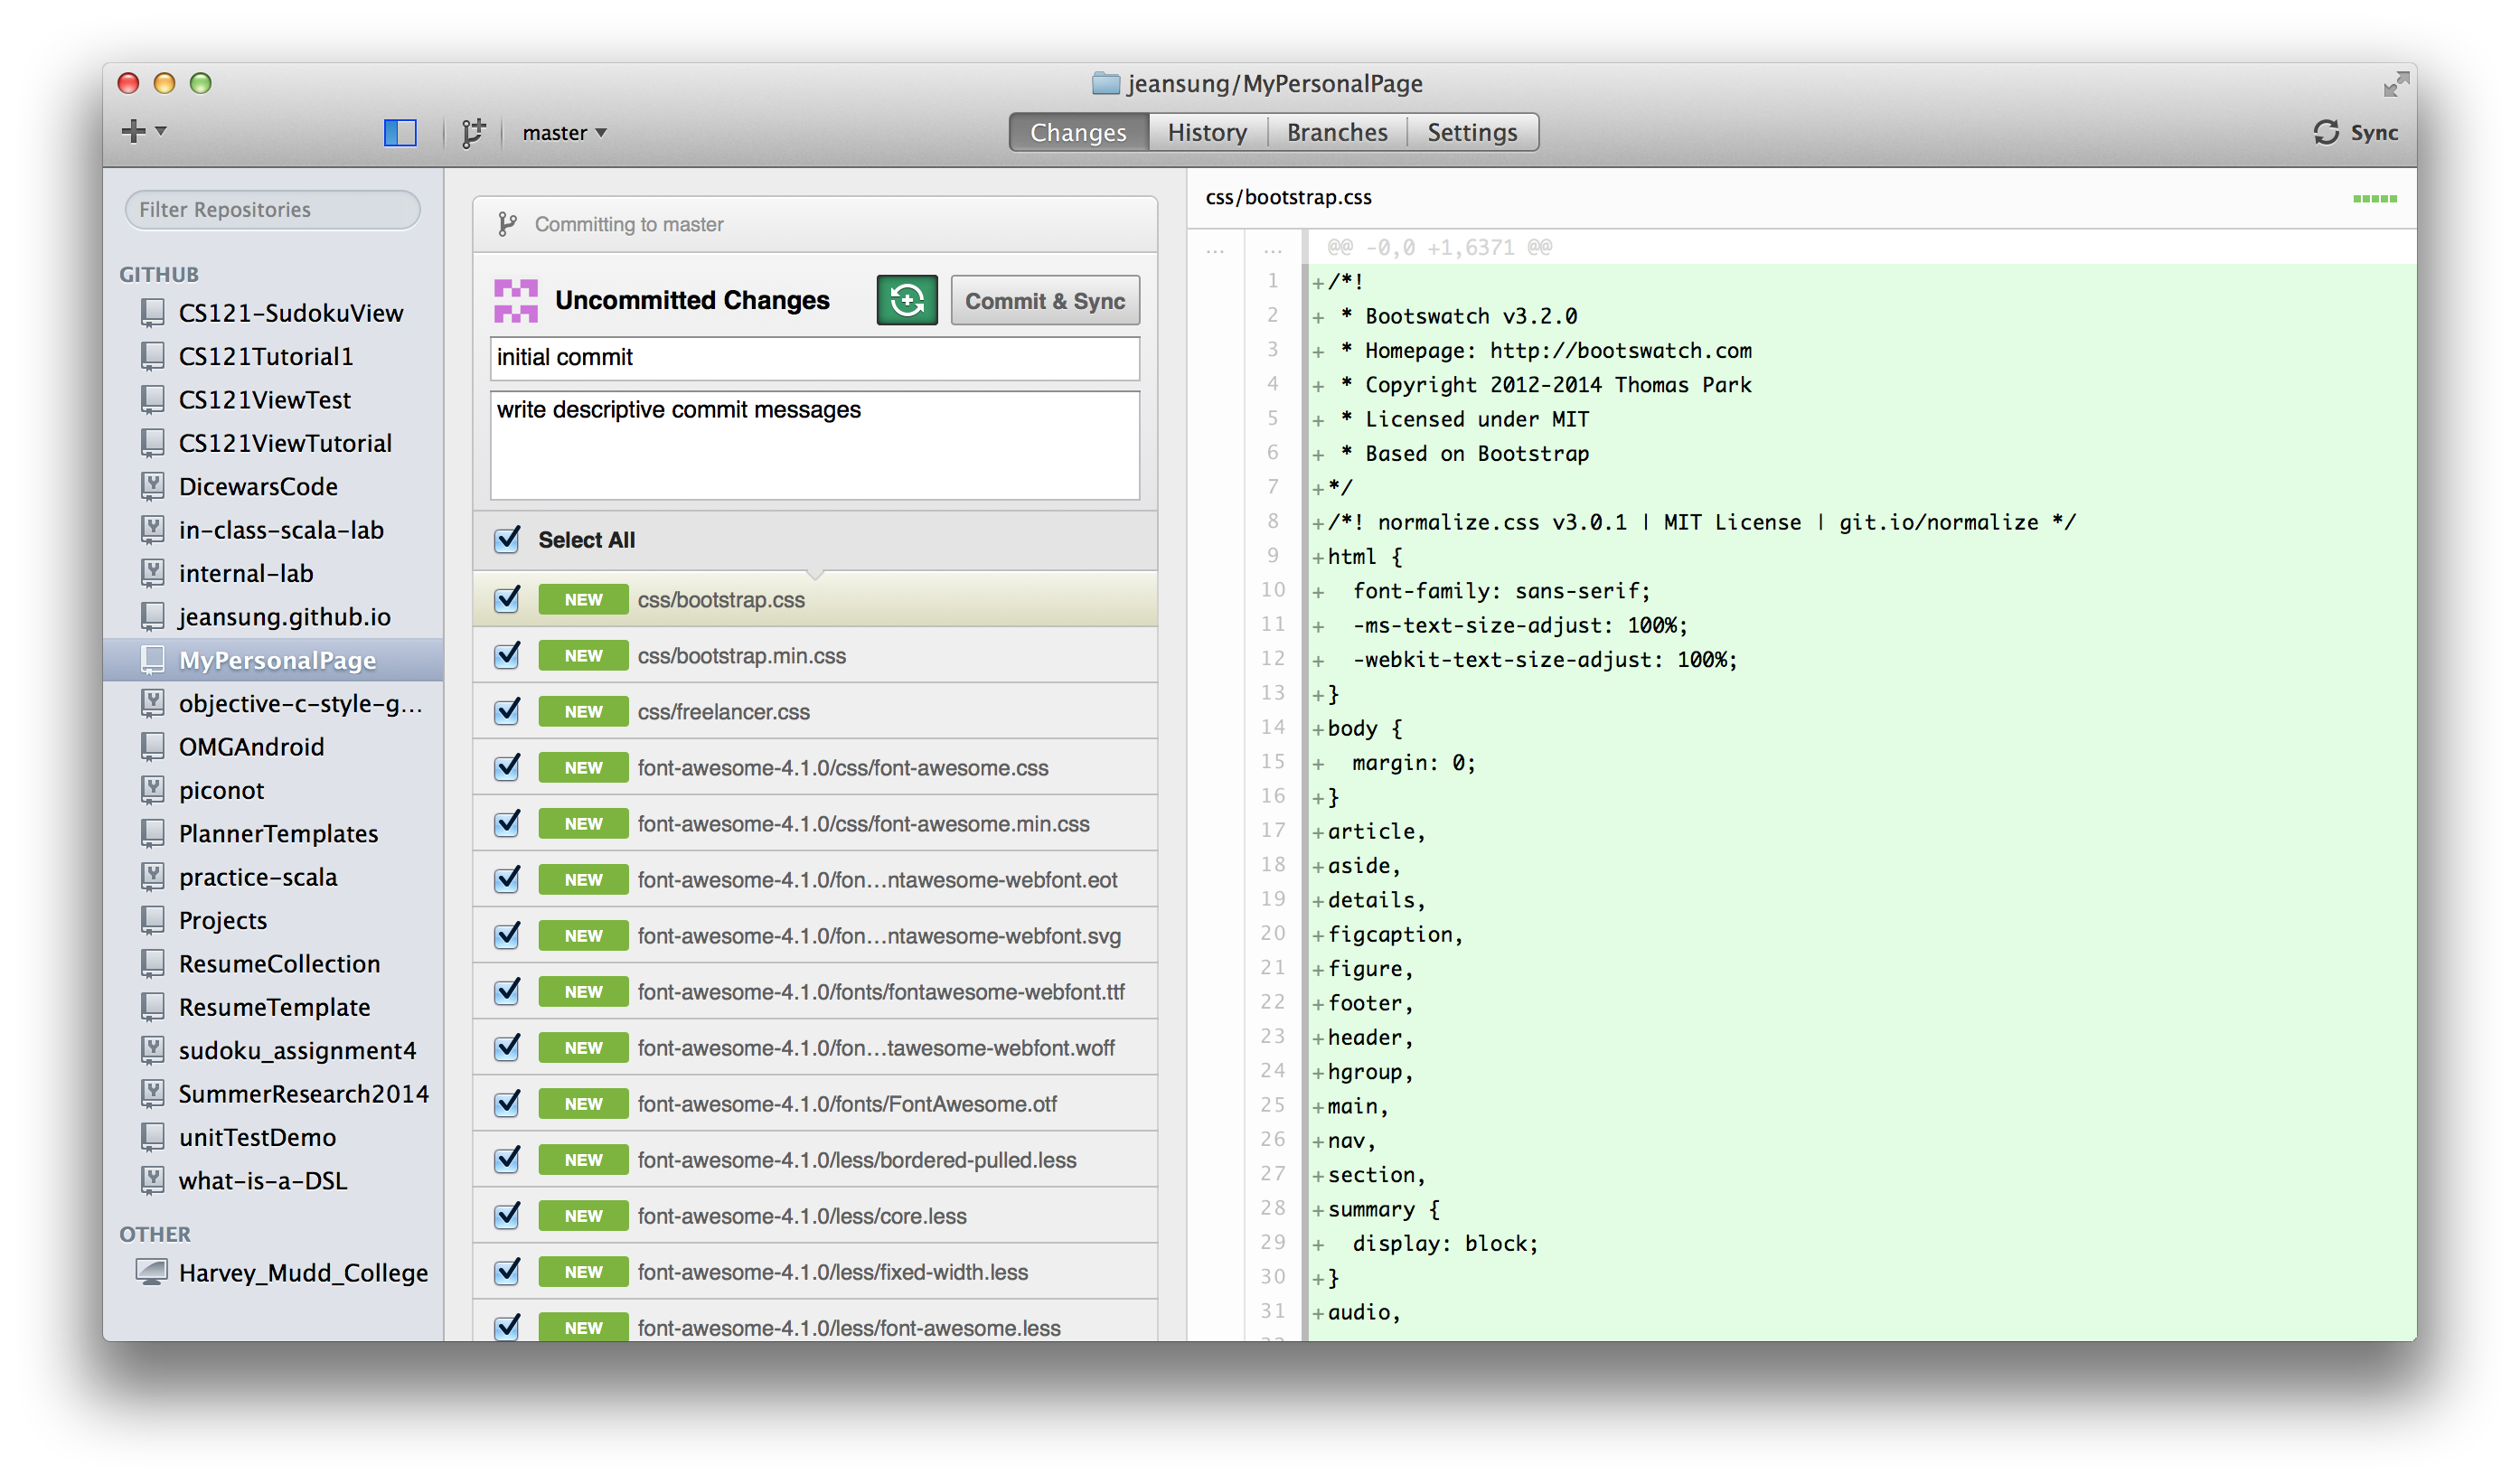 jeansung/MyPersonalPage
master
Changes
History
Branches
Settings
Sync
Filter Repositories
GITHUB
CS121-SudokuView
CS121Tutorial1
CS121ViewTest
CS121ViewTutorial
DicewarsCode
in-class-scala-lab
internal-lab
jeansung.github.io
MyPersonalPage
objective-c-style-g...
OMGAndroid
piconot
PlannerTemplates
practice-scala
Projects
ResumeCollection
ResumeTemplate
sudoku_assignment4
SummerResearch2014
unitTestDemo
what-is-a-DSL
OTHER
Harvey_Mudd_College
Committing to master
Uncommitted Changes
Commit & Sync
initial commit
write descriptive commit messages
Select All
NEW css/bootstrap.css
NEW css/bootstrap.min.css
NEW css/freelancer.css
NEW font-awesome-4.1.0/css/font-awesome.css
NEW font-awesome-4.1.0/css/font-awesome.min.css
NEW font-awesome-4.1.0/fon...ntawesome-webfont.eot
NEW font-awesome-4.1.0/fon...ntawesome-webfont.svg
NEW font-awesome-4.1.0/fonts/fontawesome-webfont.ttf
NEW font-awesome-4.1.0/fon...tawesome-webfont.woff
NEW font-awesome-4.1.0/fonts/FontAwesome.otf
NEW font-awesome-4.1.0/less/bordered-pulled.less
NEW font-awesome-4.1.0/less/core.less
NEW font-awesome-4.1.0/less/fixed-width.less
NEW font-awesome-4.1.0/less/font-awesome.less
css/bootstrap.css
... ... @@ -0,0 +1,6371 @@
1 +/*!
2 + * Bootswatch v3.2.0
3 + * Homepage: http://bootswatch.com
4 + * Copyright 2012-2014 Thomas Park
5 + * Licensed under MIT
6 + * Based on Bootstrap
7 +*/
8 +/*! normalize.css v3.0.1 | MIT License | git.io/normalize */
9 +html {
10 +  font-family: sans-serif;
11 +  -ms-text-size-adjust: 100%;
12 +  -webkit-text-size-adjust: 100%;
13 +}
14 +body {
15 +  margin: 0;
16 +}
17 +article,
18 +aside,
19 +details,
20 +figcaption,
21 +figure,
22 +footer,
23 +header,
24 +hgroup,
25 +main,
26 +nav,
27 +section,
28 +summary {
29 +  display: block;
30 +}
31 +audio,